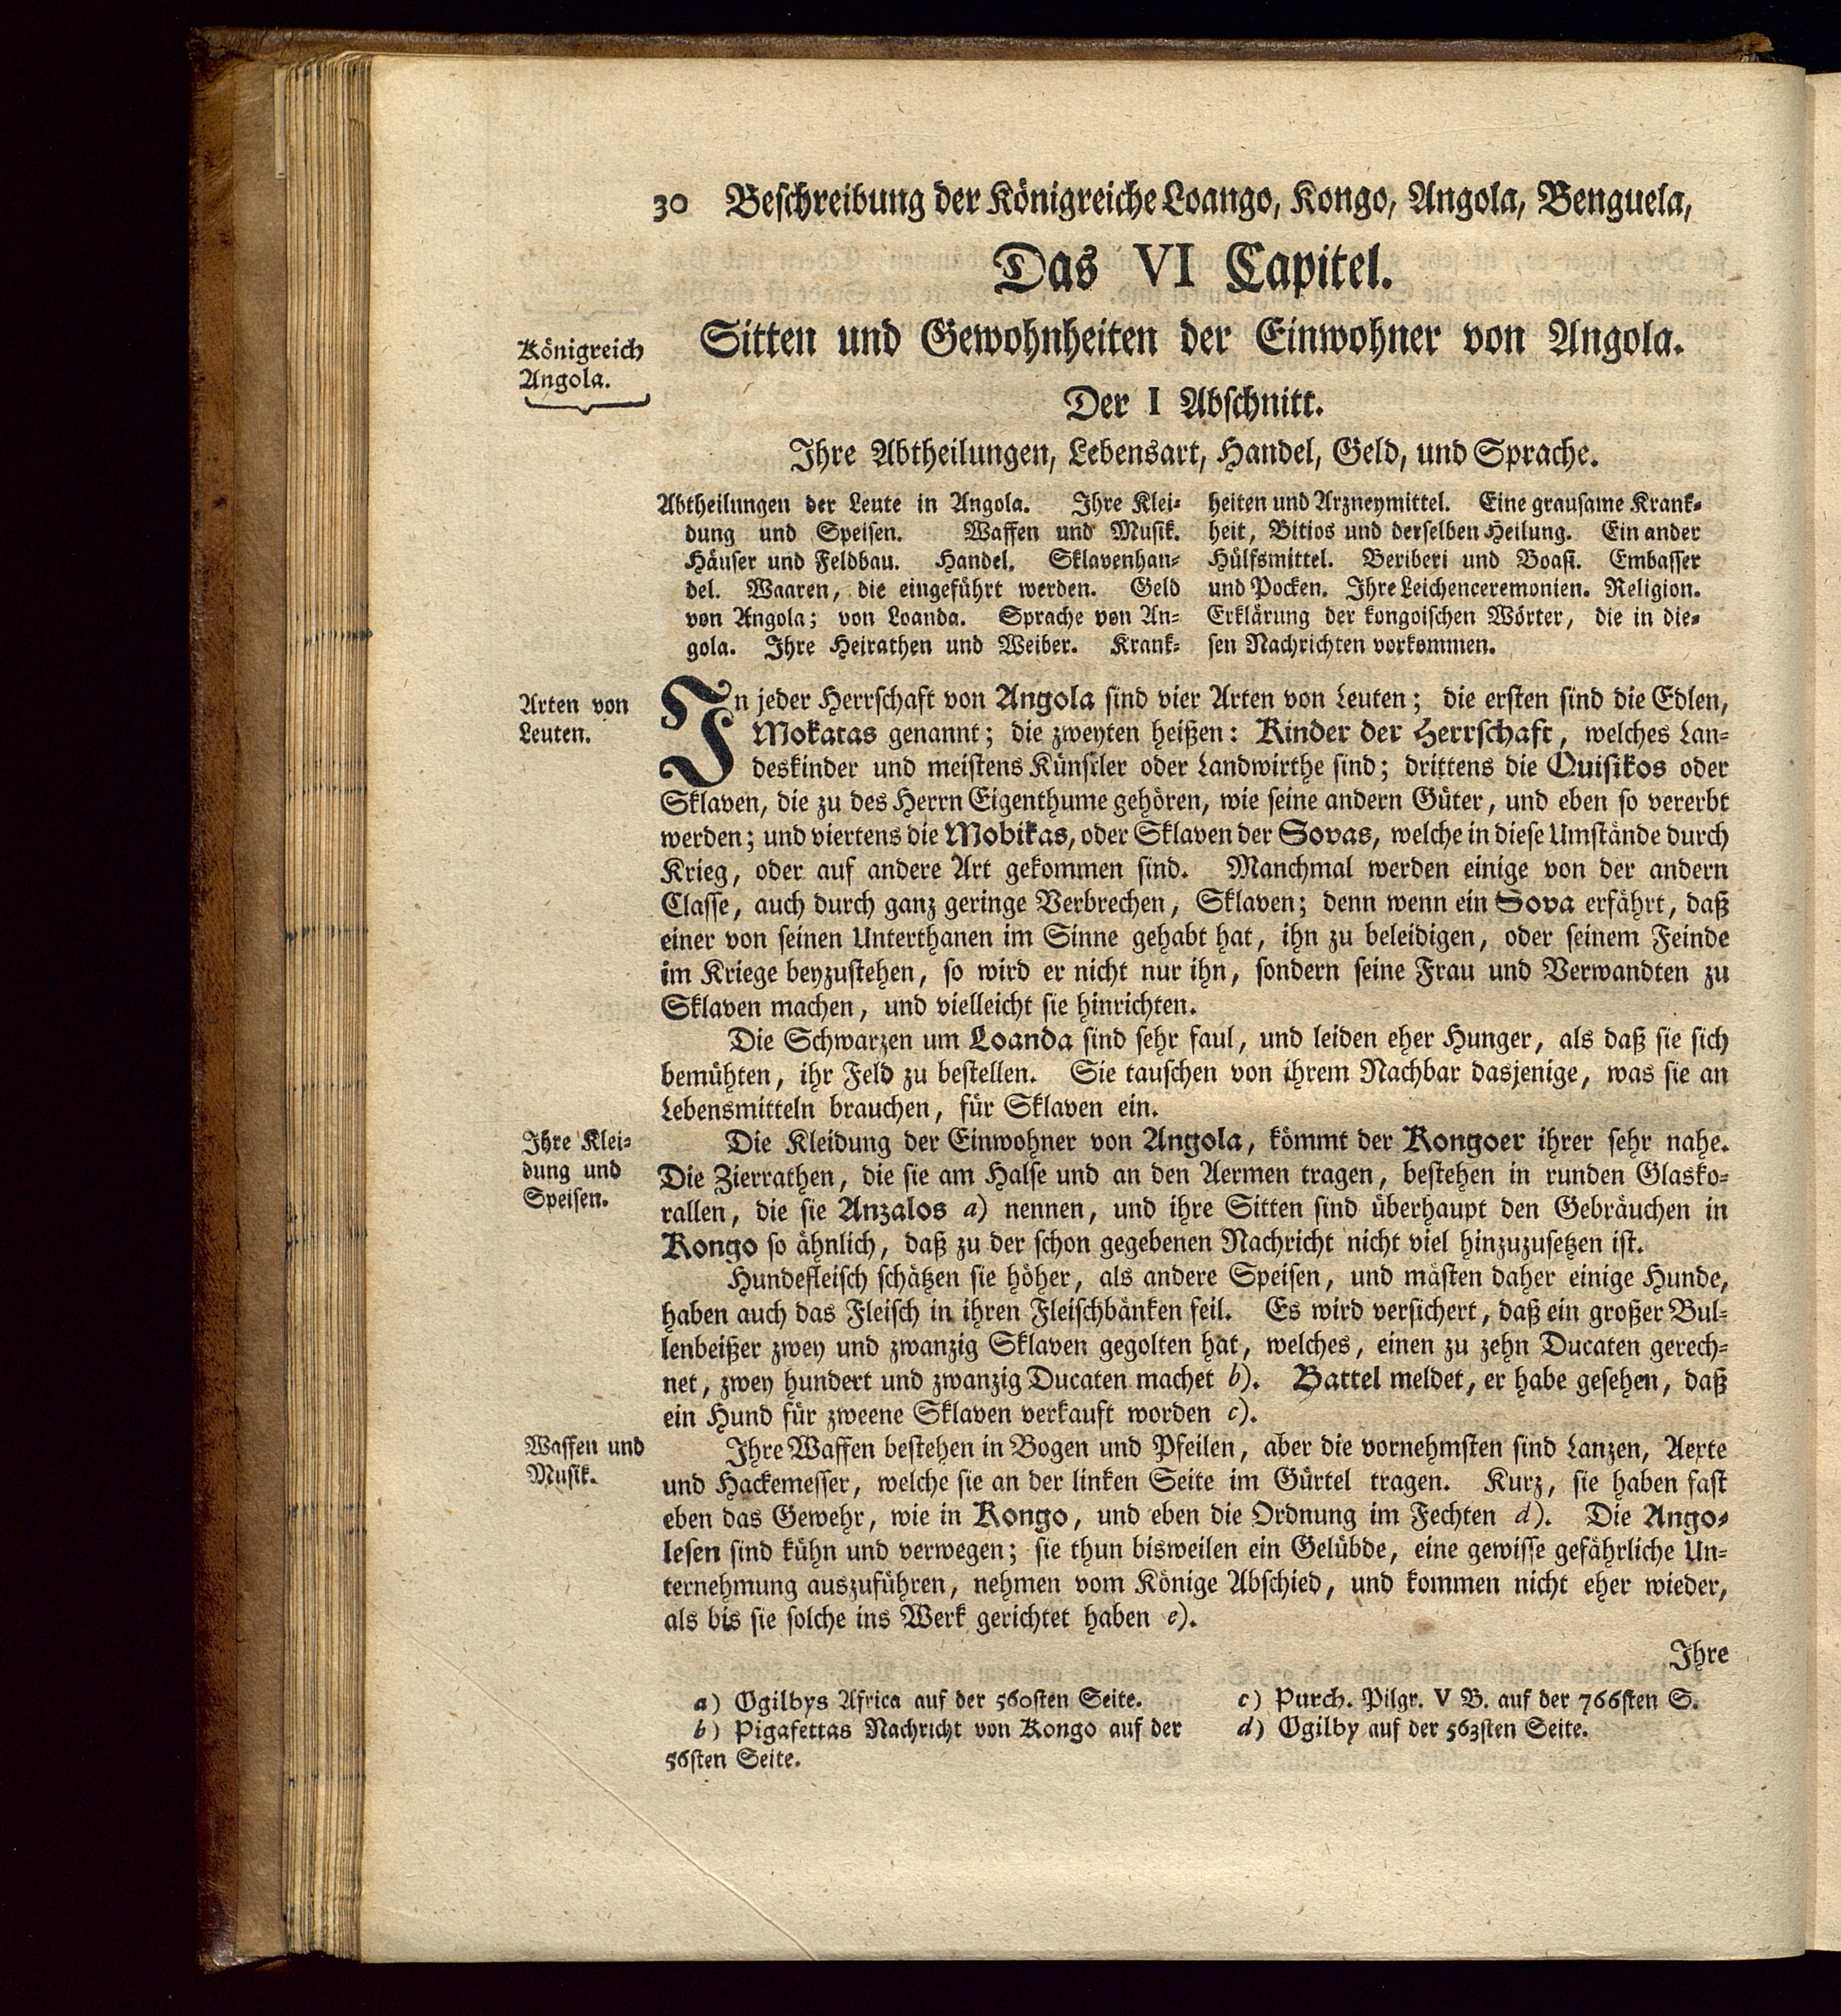 30 Beschreibung der Königreiche Loango, Kongo, Angola, Benguela,
Das VI Capitel.
Sitten und Gewohnheiten der Einwohner von Angola.
Königreich
Angola.
Der I Abschnitt.
Ihre Abtheilungen, Lebensart, Handel, Geld, und Sprache.
Abtheilungen der Leute in Angola. Ihre Klei-
dung und Speisen. Waffen und Musik.
Häuser und Feldbau. Handel. Sklavenhan-
del. Waaren, die eingeführt werden. Geld
von Angola; von Loanda. Sprache von An-
gola. Ihre Heirathen und Weiber. Krank-
heiten und Arzneymittel. Eine grausame Krank-
heit, Bitios und derselben Heilung. Ein ander
Hülfsmittel. Beriberi und Boasi. Embasser
und Pocken. Ihre Leichenceremonien. Religion.
Erklärung der kongoischen Wörter, die in die-
sen Nachrichten vorkommen.
Arten von
Leuten.
In jeder Herrschaft von Angola sind vier Arten von Leuten; die ersten sind die Edlen,
Mokatas genannt; die zweyten heißen: Kinder der Herrschaft, welches Lan-
deskinder und meistens Künstler oder Landwirthe sind; drittens die Quisikos oder
Sklaven, die zu des Herrn Eigenthume gehören, wie seine andern Güter, und eben so vererbt
werden; und viertens die Mobikas, oder Sklaven der Sovas, welche in diese Umstände durch
Krieg, oder auf andere Art gekommen sind. Manchmal werden einige von der andern
Classe, auch durch ganz geringe Verbrechen, Sklaven; denn wenn ein Sova erfährt, daß
einer von seinen Unterthanen im Sinne gehabt hat, ihn zu beleidigen, oder seinem Feinde
im Kriege beyzustehen, so wird er nicht nur ihn, sondern seine Frau und Verwandten zu
Sklaven machen, und vielleicht sie hinrichten.
Die Schwarzen um Loanda sind sehr faul, und leiden eher Hunger, als daß sie sich
bemühten, ihr Feld zu bestellen. Sie tauschen von ihrem Nachbar dasjenige, was sie an
Lebensmitteln brauchen, für Sklaven ein.
Ihre Klei-
dung und
Speisen.
Die Kleidung der Einwohner von Angola, kömmt der Kongoer ihrer sehr nahe.
Die Zierrathen, die sie am Halse und an den Aermen tragen, bestehen in runden Glasko-
rallen, die sie Anzalos a) nennen, und ihre Sitten sind überhaupt den Gebräuchen in
Kongo so ähnlich, daß zu der schon gegebenen Nachricht nicht viel hinzuzusetzen ist.
Hundefleisch schätzen sie höher, als andere Speisen, und mästen daher einige Hunde,
haben auch das Fleisch in ihren Fleischbänken feil. Es wird versichert, daß ein großer Bul-
lenbeißer zwey und zwanzig Sklaven gegolten hat, welches, einen zu zehn Ducaten gerech-
net, zwey hundert und zwanzig Ducaten machet b). Battel meldet, er habe gesehen, daß
ein Hund für zweene Sklaven verkauft worden c).
Waffen und
Musik.
Ihre Waffen bestehen in Bogen und Pfeilen, aber die vornehmsten sind Lanzen, Aexte
und Hackemesser, welche sie an der linken Seite im Gürtel tragen. Kurz, sie haben fast
eben das Gewehr, wie in Kongo, und eben die Ordnung im Fechten d). Die Ango-
lesen sind kühn und verwegen; sie thun bisweilen ein Gelübde, eine gewisse gefährliche Un-
ternehmung auszuführen, nehmen vom Könige Abschied, und kommen nicht eher wieder,
als bis sie solche ins Werk gerichtet haben e).
Ihre
a) Ogilbys Africa auf der 560sten Seite.
b) Pigafettas Nachricht von Kongo auf der
56sten Seite.
c) Purch. Pilgr. V B. auf der 766sten S.
d) Ogilby auf der 563sten Seite.